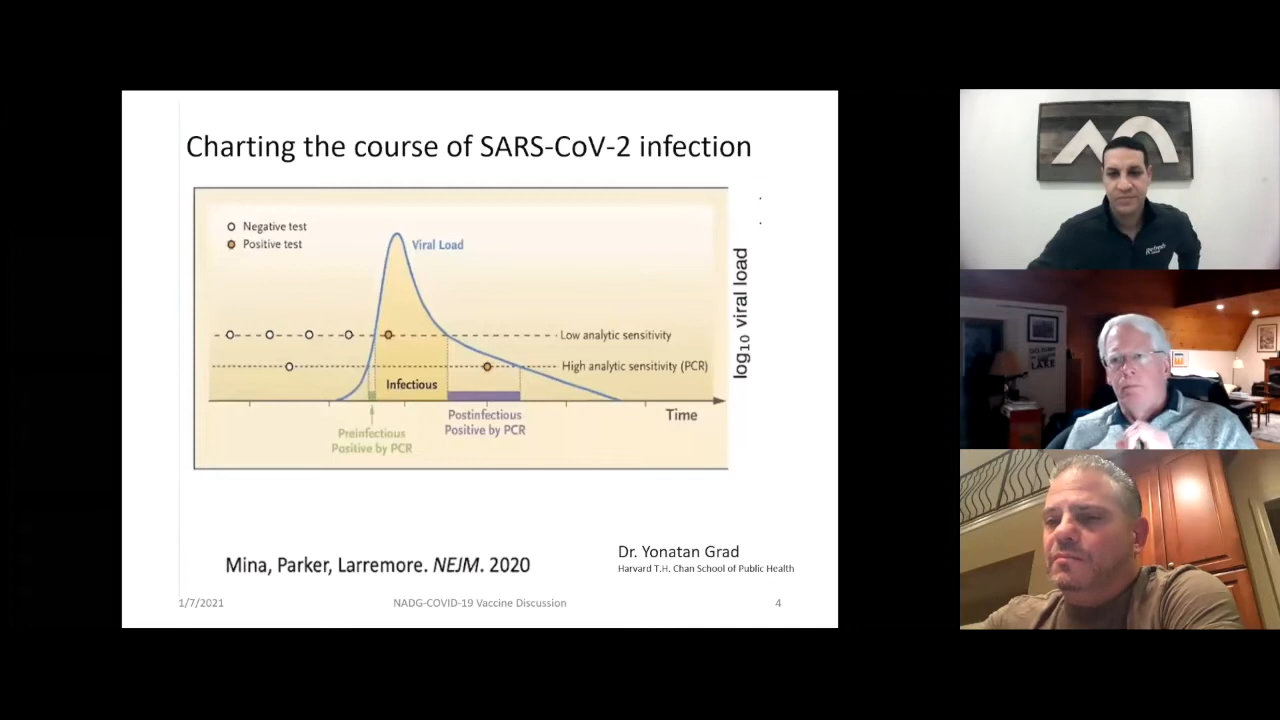 Charting the course of SARS-CoV-2 infection
Negative test
Positive test
Viral Load
log10 viral load
Low analytic sensitivity
High analytic sensitivity (PCR)
Infectious
Time
Preinfectious
Positive by PCR
Postinfectious
Positive by PCR
Mina, Parker, Larremore. NEJM. 2020
Dr. Yonatan Grad
Harvard T.H. Chan School of Public Health
1/7/2021
NADG-COVID-19 Vaccine Discussion
4
LAKE